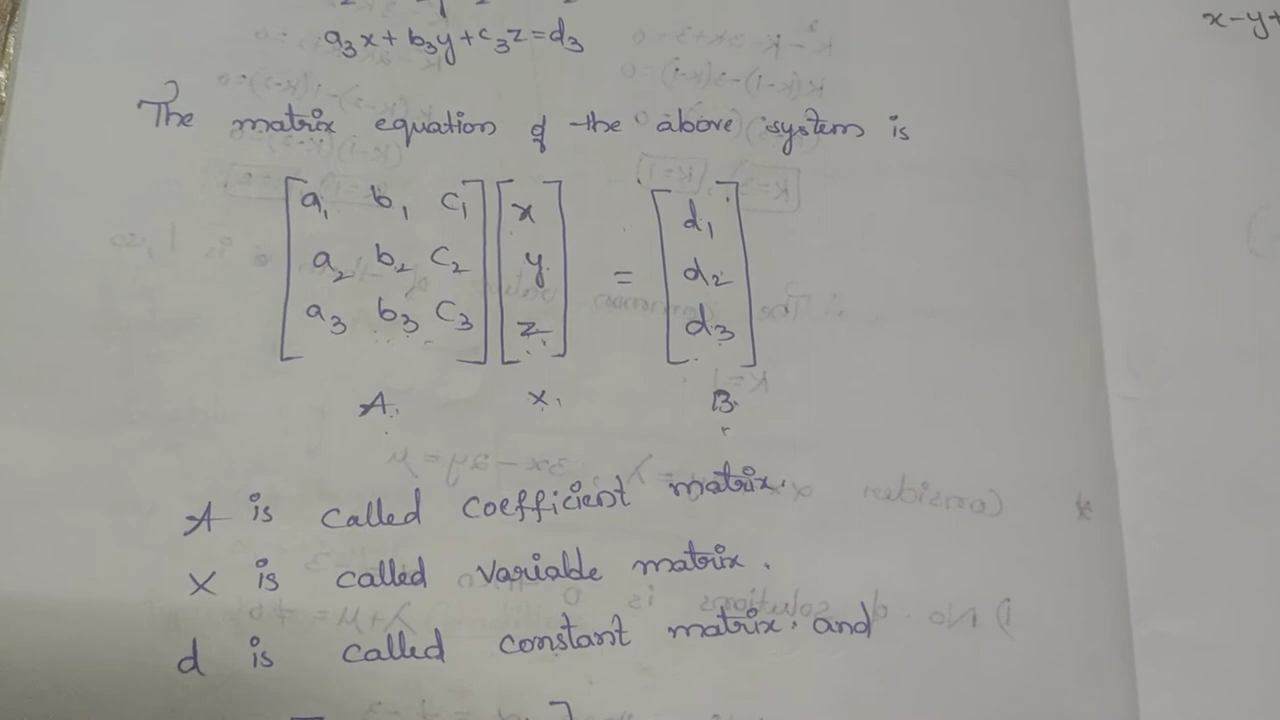 a₃x + b₃y + c₃z = d₃
x-y+
The matrix equation of the above system is
[a₁ b₁ c₁] [x] [d₁]
[a₂ b₂ c₂] [y] = [d₂]
[a₃ b₃ c₃] [z] [d₃]
A. X. B.
A is called coefficient matrix.
X is called variable matrix.
d is called constant matrix. and